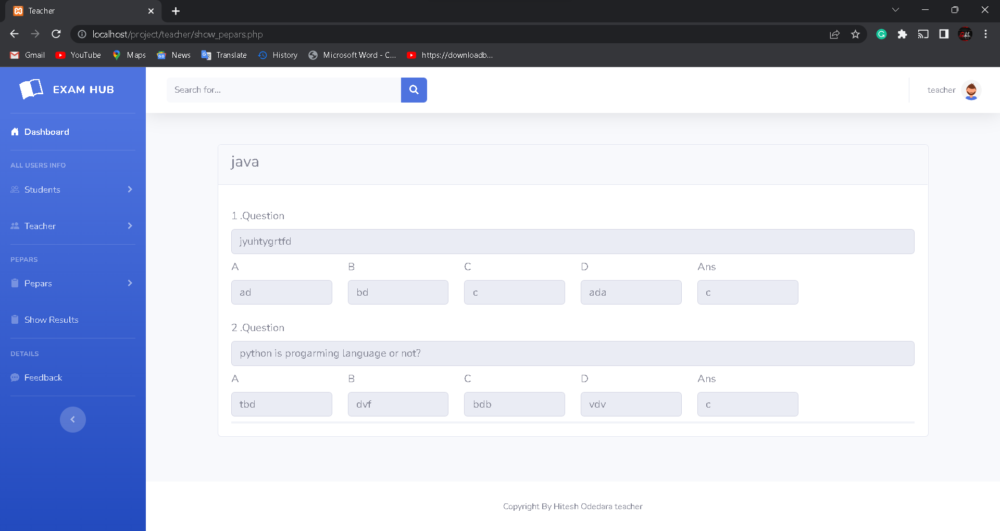 Teacher
localhost/project/teacher/show_pepars.php
Gmail YouTube Maps News Translate History Microsoft Word - C... https://downloadb...
EXAM HUB
Search for...
teacher
Dashboard
ALL USERS INFO
Students
Teacher
PEPARS
Pepars
Show Results
DETAILS
Feedback
java
1 .Question
jyuhtygrtfd
A B C D Ans
ad bd c ada c
2 .Question
python is progarming language or not?
A B C D Ans
tbd dvf bdb vdv c
Copyright By Hitesh Odedara teacher